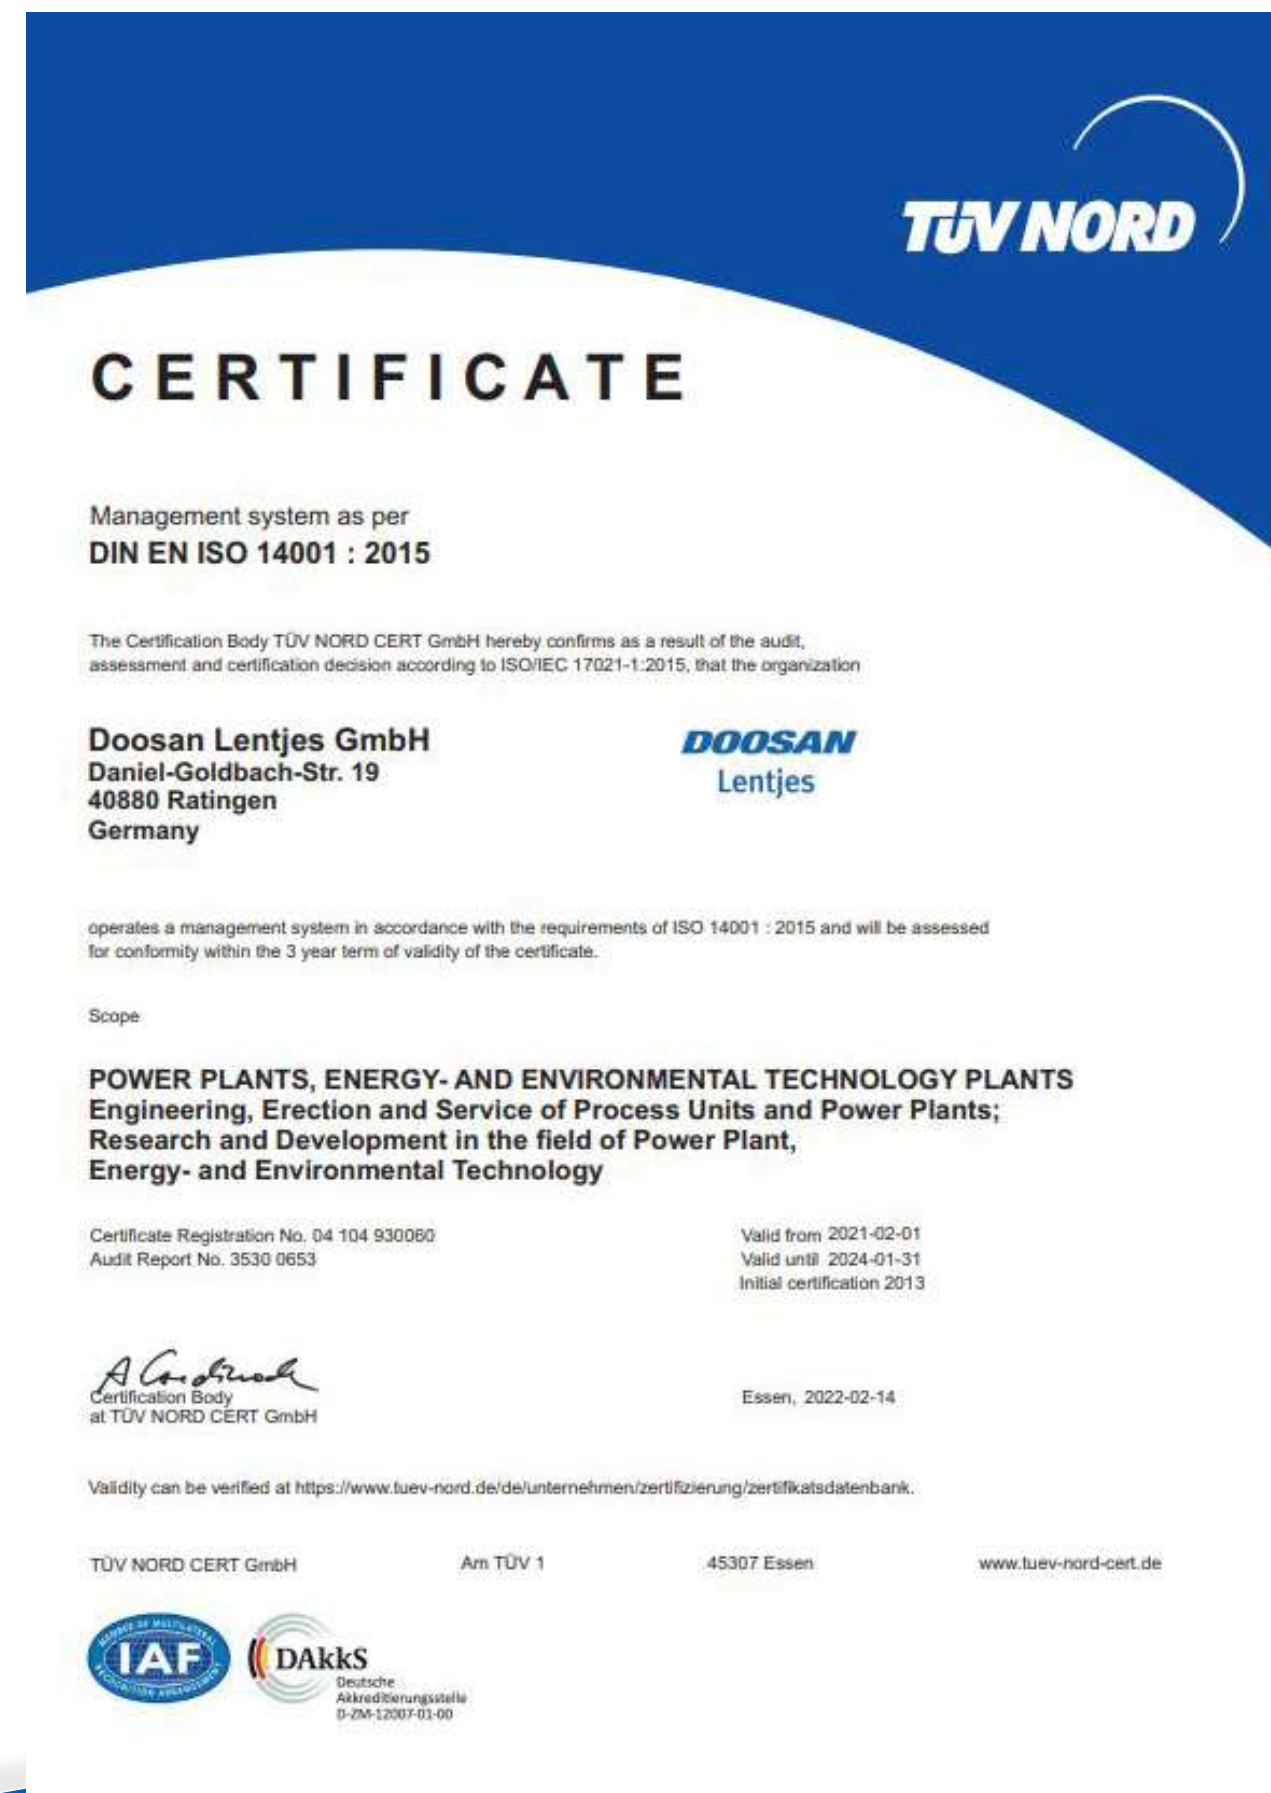 TÜV NORD
CERTIFICATE
Management system as per
DIN EN ISO 14001 : 2015
The Certification Body TÜV NORD CERT GmbH hereby confirms as a result of the audit,
assessment and certification decision according to ISO/IEC 17021-1:2015, that the organization
Doosan Lentjes GmbH
Daniel-Goldbach-Str. 19
40880 Ratingen
Germany
DOOSAN
Lentjes
operates a management system in accordance with the requirements of ISO 14001 : 2015 and will be assessed
for conformity within the 3 year term of validity of the certificate.
Scope
POWER PLANTS, ENERGY- AND ENVIRONMENTAL TECHNOLOGY PLANTS
Engineering, Erection and Service of Process Units and Power Plants;
Research and Development in the field of Power Plant,
Energy- and Environmental Technology
Certificate Registration No. 04 104 930060
Audit Report No. 3530 0653
Valid from 2021-02-01
Valid until 2024-01-31
Initial certification 2013
Certification Body
at TÜV NORD CERT GmbH
Essen, 2022-02-14
Validity can be verified at https://www.tuev-nord.de/de/unternehmen/zertifizierung/zertifikatsdatenbank.
TÜV NORD CERT GmbH Am TÜV 1 45307 Essen www.tuev-nord-cert.de
MEMBER OF MULTILATERAL
IAF
RECOGNITION ARRANGEMENT
DAkkS
Deutsche
Akkreditierungsstelle
D-ZM-12007-01-00